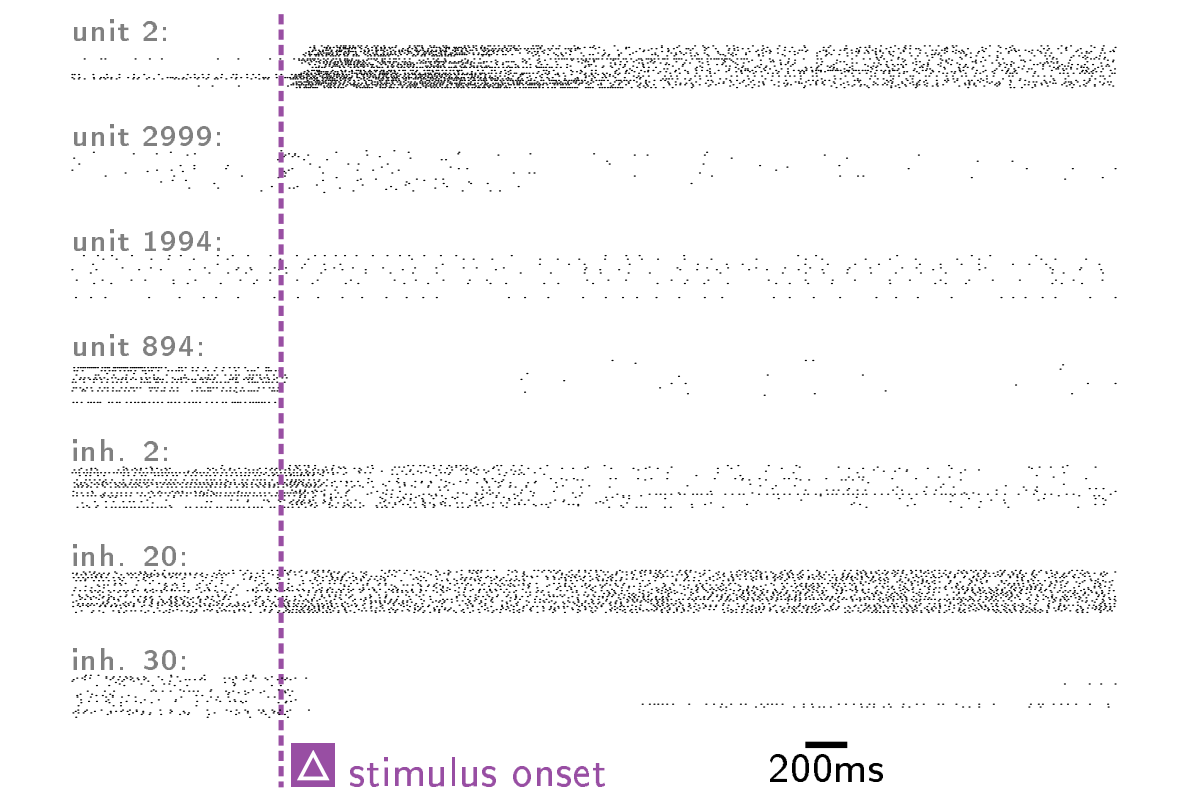 unit 2:
unit 2999:
unit 1994:
unit 894:
inh. 2:
inh. 20:
inh. 30:
stimulus onset
200ms